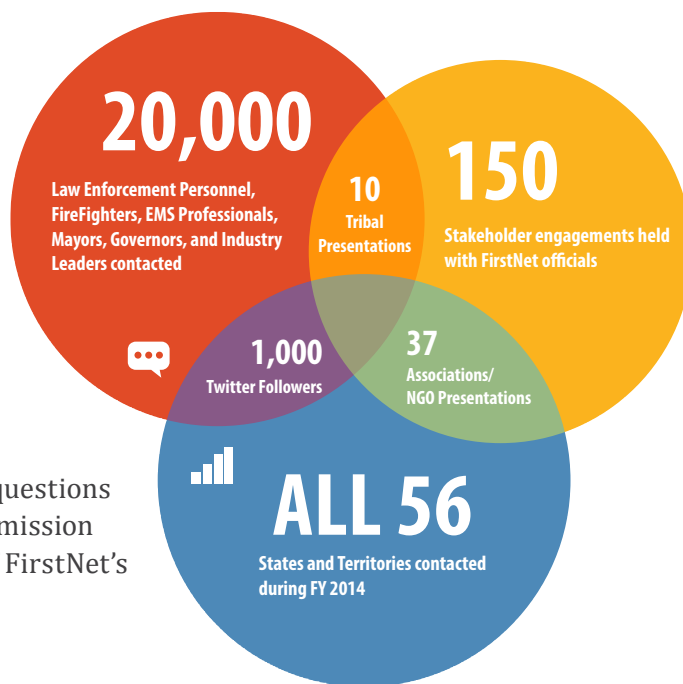 20,000
Law Enforcement Personnel,
FireFighters, EMS Professionals,
Mayors, Governors, and Industry
Leaders contacted
10
Tribal
Presentations
150
Stakeholder engagements held
with FirstNet officials
1,000
Twitter Followers
37
Associations/
NGO Presentations
questions
mission
FirstNet's
ALL 56
States and Territories contacted
during FY 2014